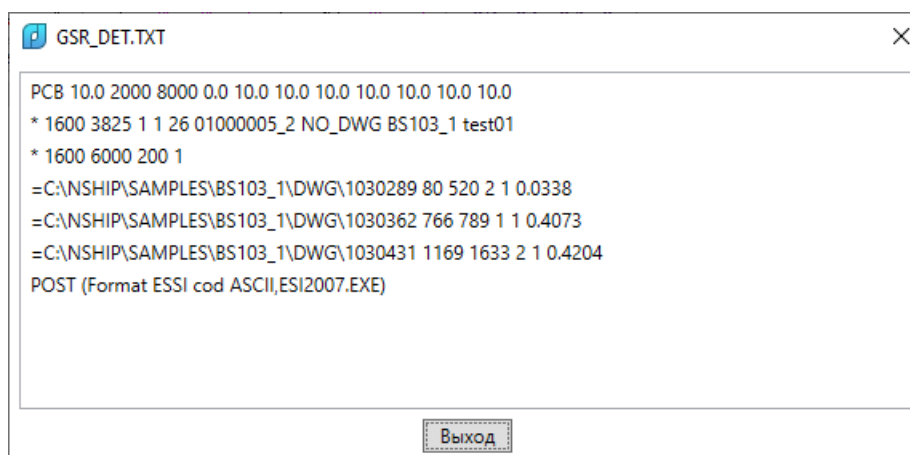 GSR_DET.TXT
PCB 10.0 2000 8000 0.0 10.0 10.0 10.0 10.0 10.0 10.0 10.0
* 1600 3825 1 1 26 01000005_2 NO_DWG BS103_1 test01
* 1600 6000 200 1
=C:\NSHIP\SAMPLES\BS103_1\DWG\1030289 80 520 2 1 0.0338
=C:\NSHIP\SAMPLES\BS103_1\DWG\1030362 766 789 1 1 0.4073
=C:\NSHIP\SAMPLES\BS103_1\DWG\1030431 1169 1633 2 1 0.4204
POST (Format ESSI cod ASCII,ESI2007.EXE)
Выход